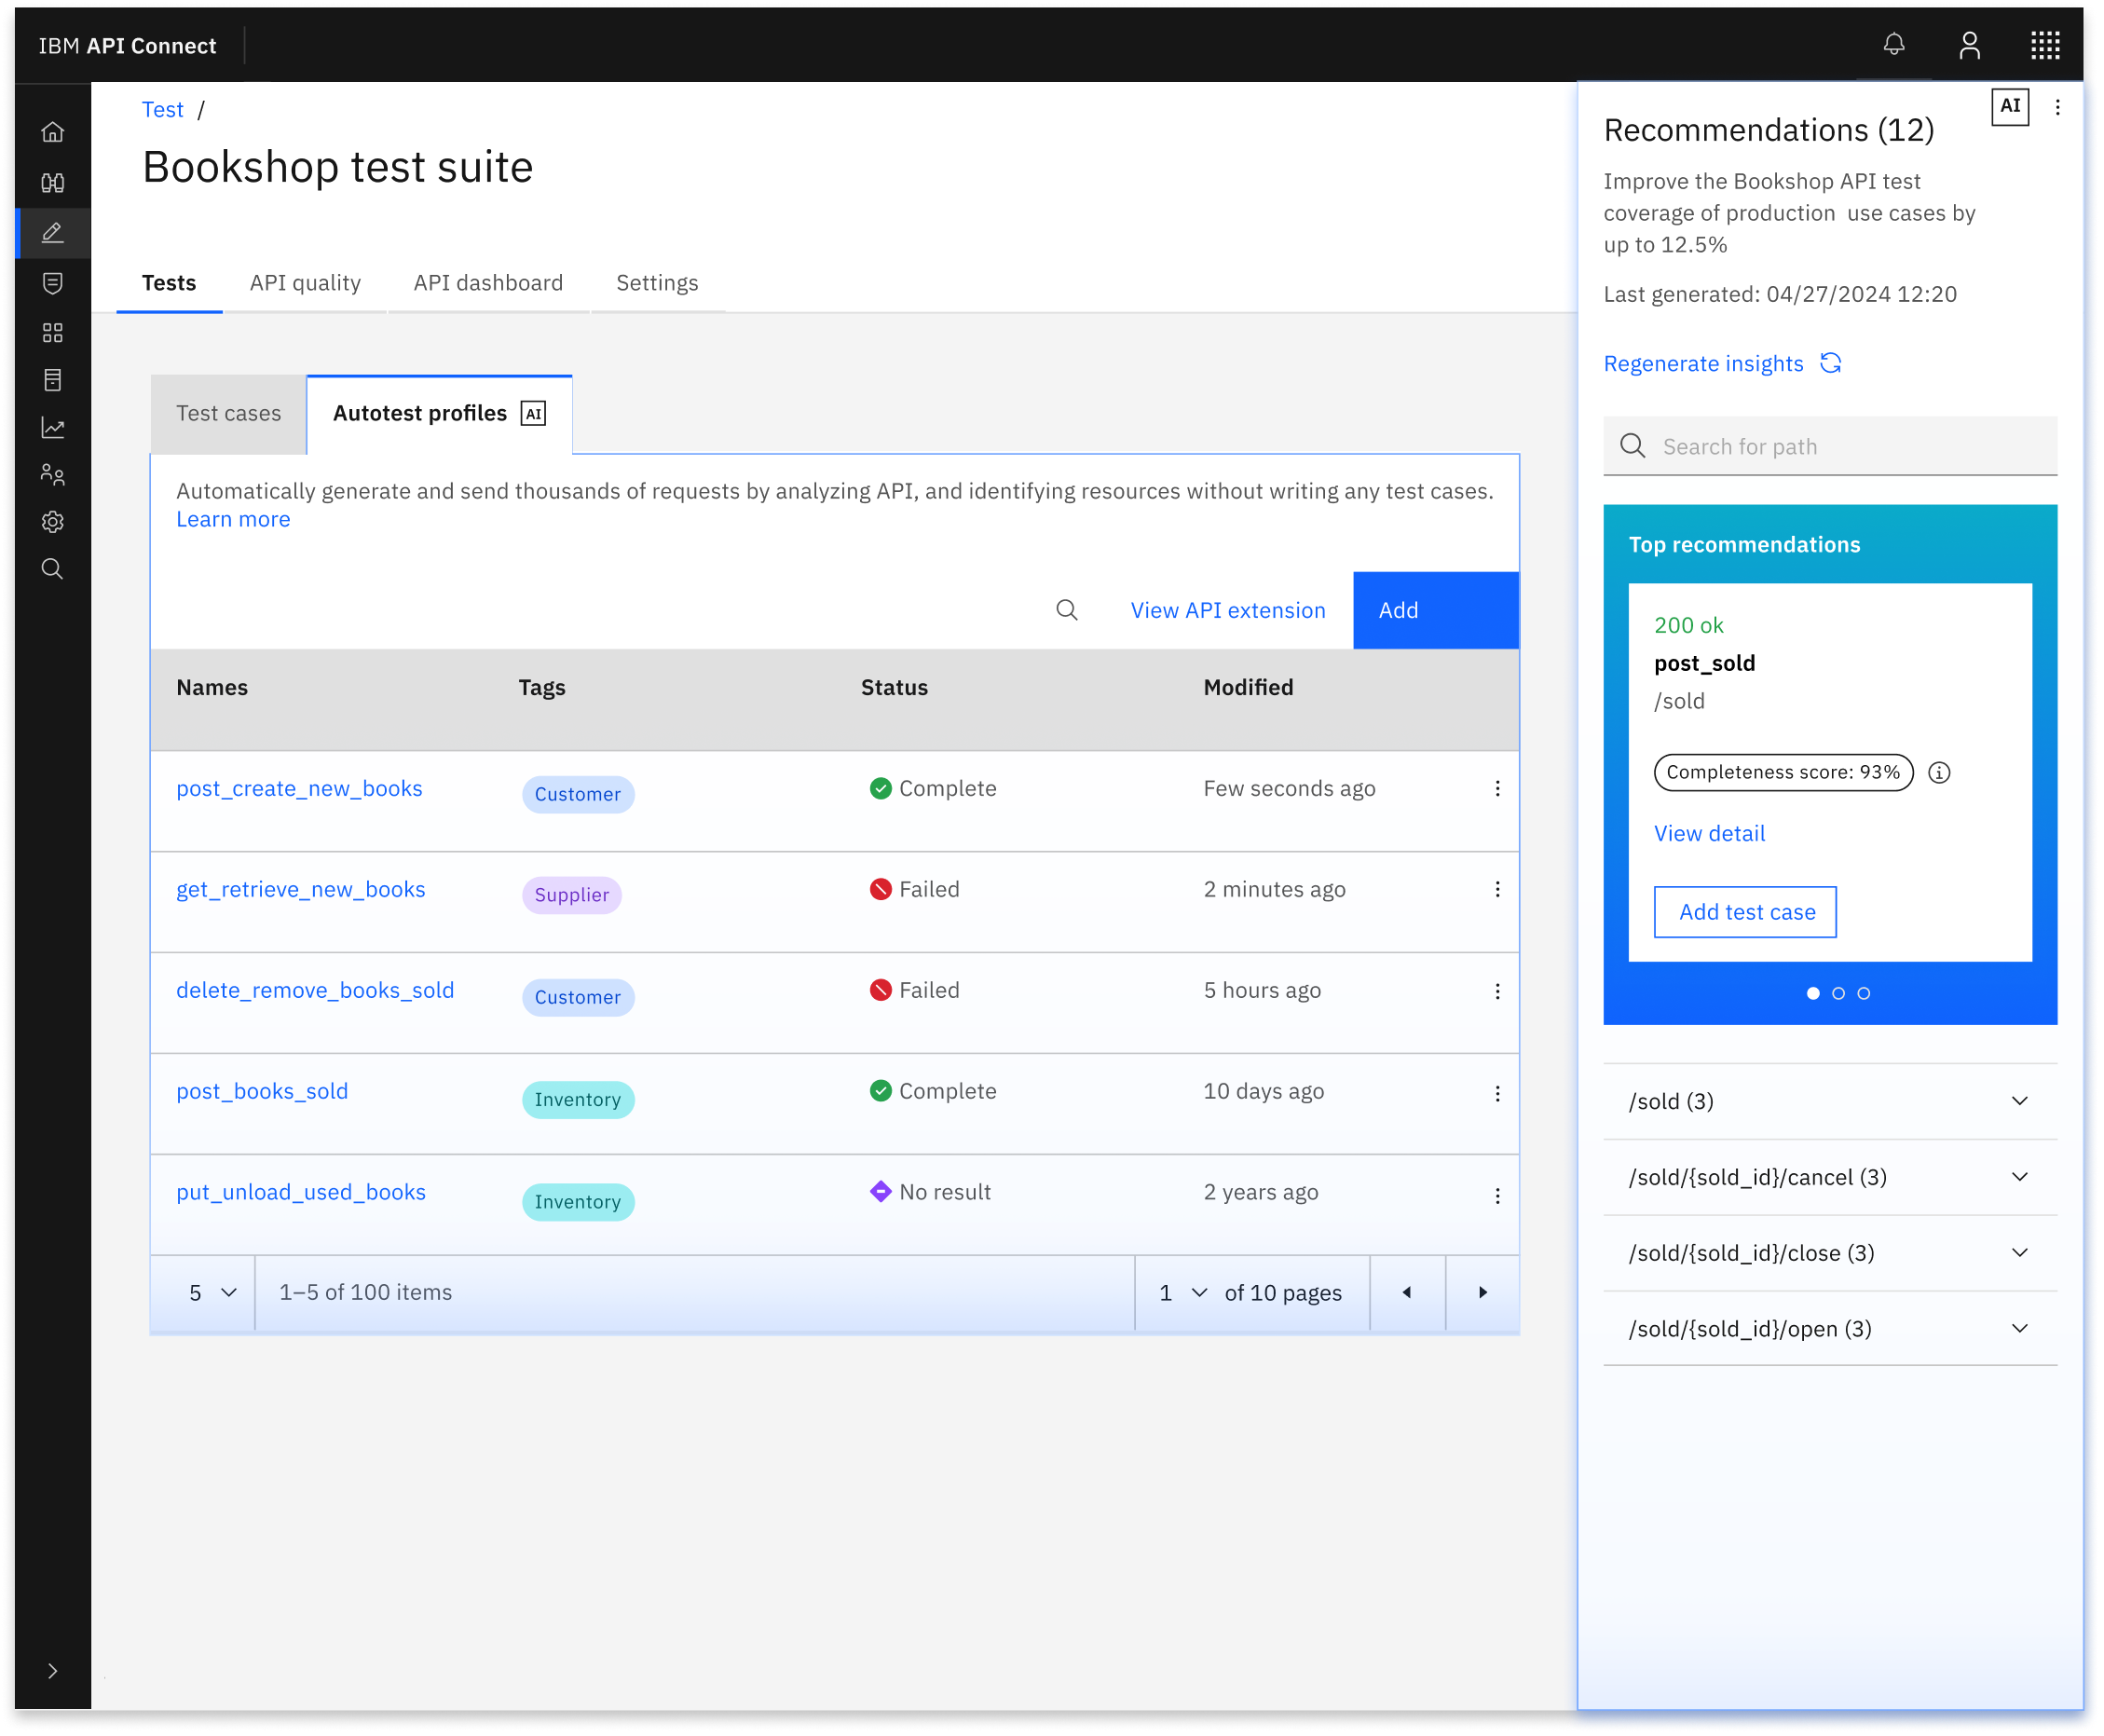 IBM API Connect
Test /
Bookshop test suite
Tests
API quality
API dashboard
Settings
Test cases
Autotest profiles AI
Automatically generate and send thousands of requests by analyzing API, and identifying resources without writing any test cases.
Learn more
View API extension
Add
Names Tags Status Modified
post_create_new_books Customer Complete Few seconds ago
get_retrieve_new_books Supplier Failed 2 minutes ago
delete_remove_books_sold Customer Failed 5 hours ago
post_books_sold Inventory Complete 10 days ago
put_unload_used_books Inventory No result 2 years ago
5 1–5 of 100 items 1 of 10 pages
AI
Recommendations (12)
Improve the Bookshop API test
coverage of production use cases by
up to 12.5%
Last generated: 04/27/2024 12:20
Regenerate insights
Search for path
Top recommendations
200 ok
post_sold
/sold
Completeness score: 93%
View detail
Add test case
/sold (3)
/sold/{sold_id}/cancel (3)
/sold/{sold_id}/close (3)
/sold/{sold_id}/open (3)